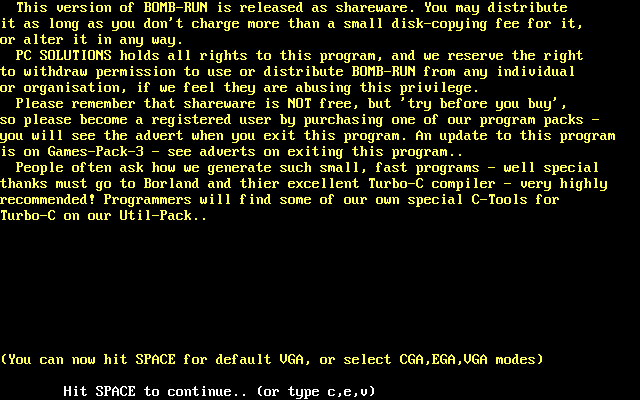 This version of BOMB-RUN is released as shareware. You may distribute
it as long as you don't charge more than a small disk-copying fee for it,
or alter it in any way.
PC SOLUTIONS holds all rights to this program, and we reserve the right
to withdraw permission to use or distribute BOMB-RUN from any individual
or organisation, if we feel they are abusing this privilege.
Please remember that shareware is NOT free, but 'try before you buy',
so please become a registered user by purchasing one of our program packs -
you will see the advert when you exit this program. An update to this program
is on Games-Pack-3 - see adverts on exiting this program..
People often ask how we generate such small, fast programs - well special
thanks must go to Borland and thier excellent Turbo-C compiler - very highly
recommended! Programmers will find some of our own special C-Tools for
Turbo-C on our Util-Pack..
(You can now hit SPACE for default VGA, or select CGA,EGA,VGA modes)
Hit SPACE to continue.. (or type c,e,v)